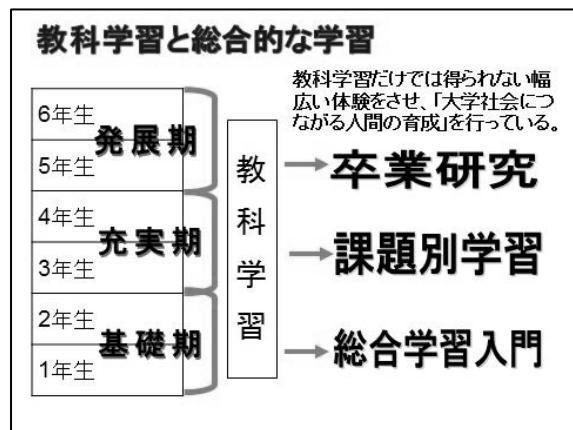 教科学習と総合的な学習
教科学習だけでは得られない幅
広い体験をさせ、「大学社会につ
ながる人間の育成」を行っている。
6年生
5年生
発展期
4年生
3年生
充実期
2年生
1年生
基礎期
教科学習
卒業研究
課題別学習
総合学習入門